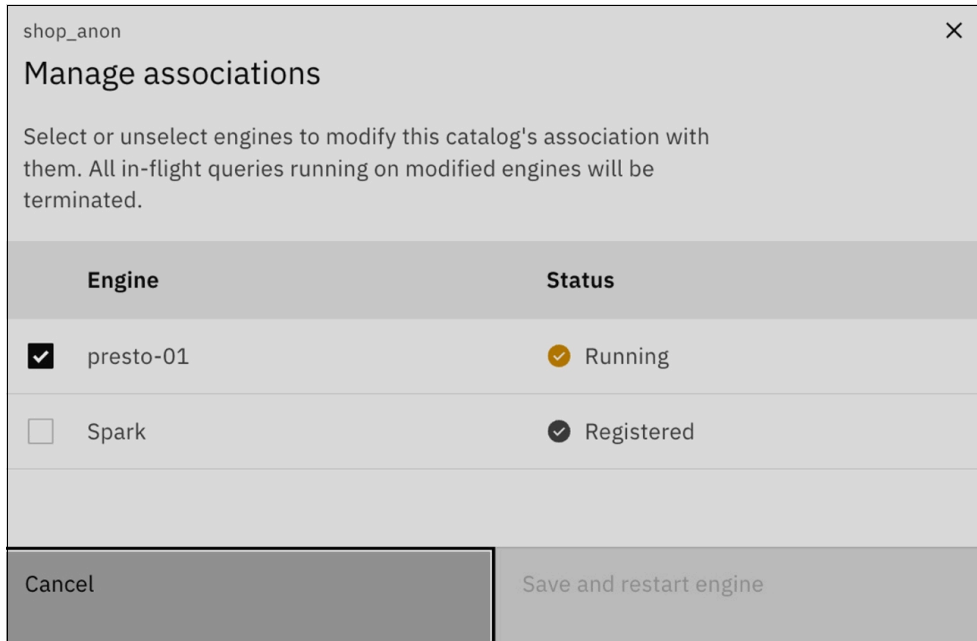 shop_anon
Manage associations
Select or unselect engines to modify this catalog's association with
them. All in-flight queries running on modified engines will be
terminated.
Engine Status
presto-01 Running
Spark Registered
Cancel Save and restart engine